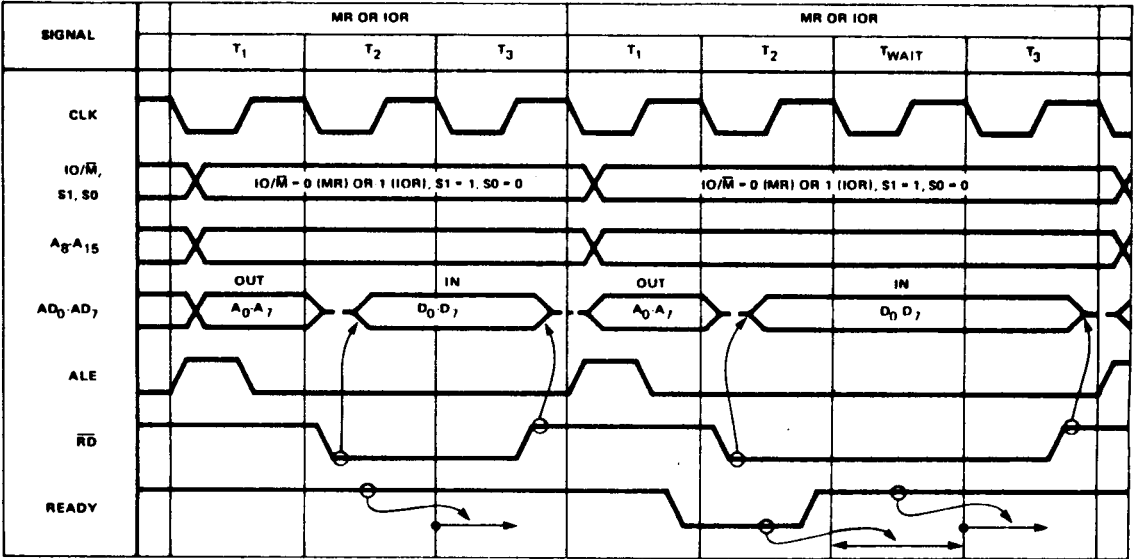 SIGNAL
MR OR IOR
MR OR IOR
T1
T2
T3
T1
T2
TWAIT
T3
CLK
IO/M̅,
S1, S0
IO/M̅ = 0 (MR) OR 1 (IOR), S1 = 1, S0 = 0
IO/M̅ = 0 (MR) OR 1 (IOR), S1 = 1, S0 = 0
A8-A15
OUT
IN
OUT
IN
AD0-AD7
A0-A7
D0-D7
A0-A7
D0 D7
ALE
R̅D̅
READY